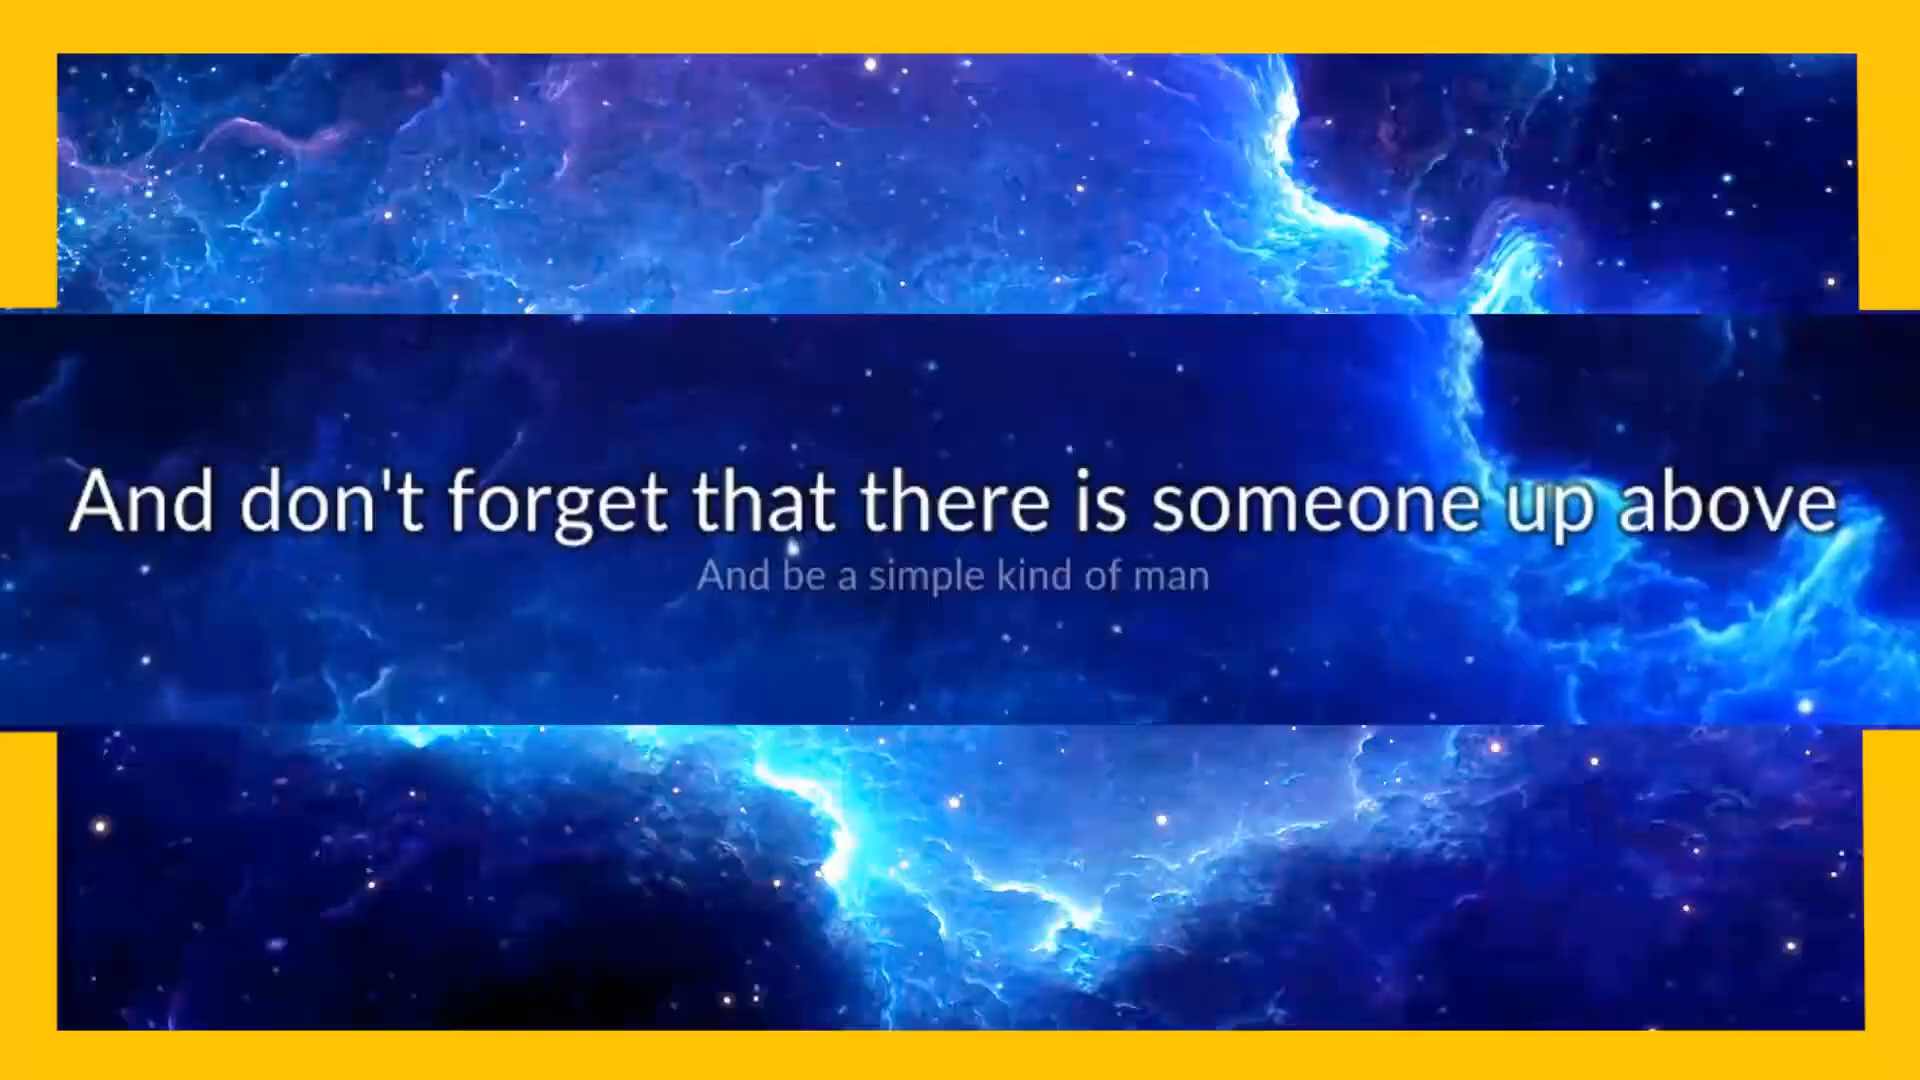 And don't forget that there is someone up above
And be a simple kind of man